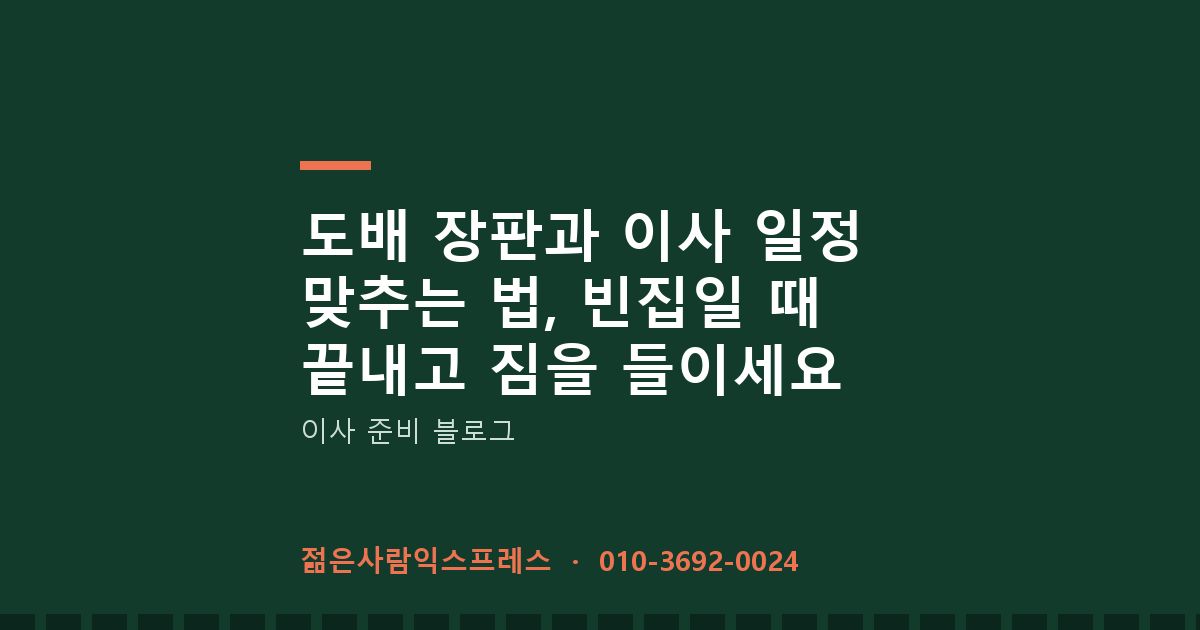 도배 장판과 이사 일정
맞추는 법, 빈집일 때
끝내고 짐을 들이세요
이사 준비 블로그
젊은사람익스프레스 · 010-3692-0024